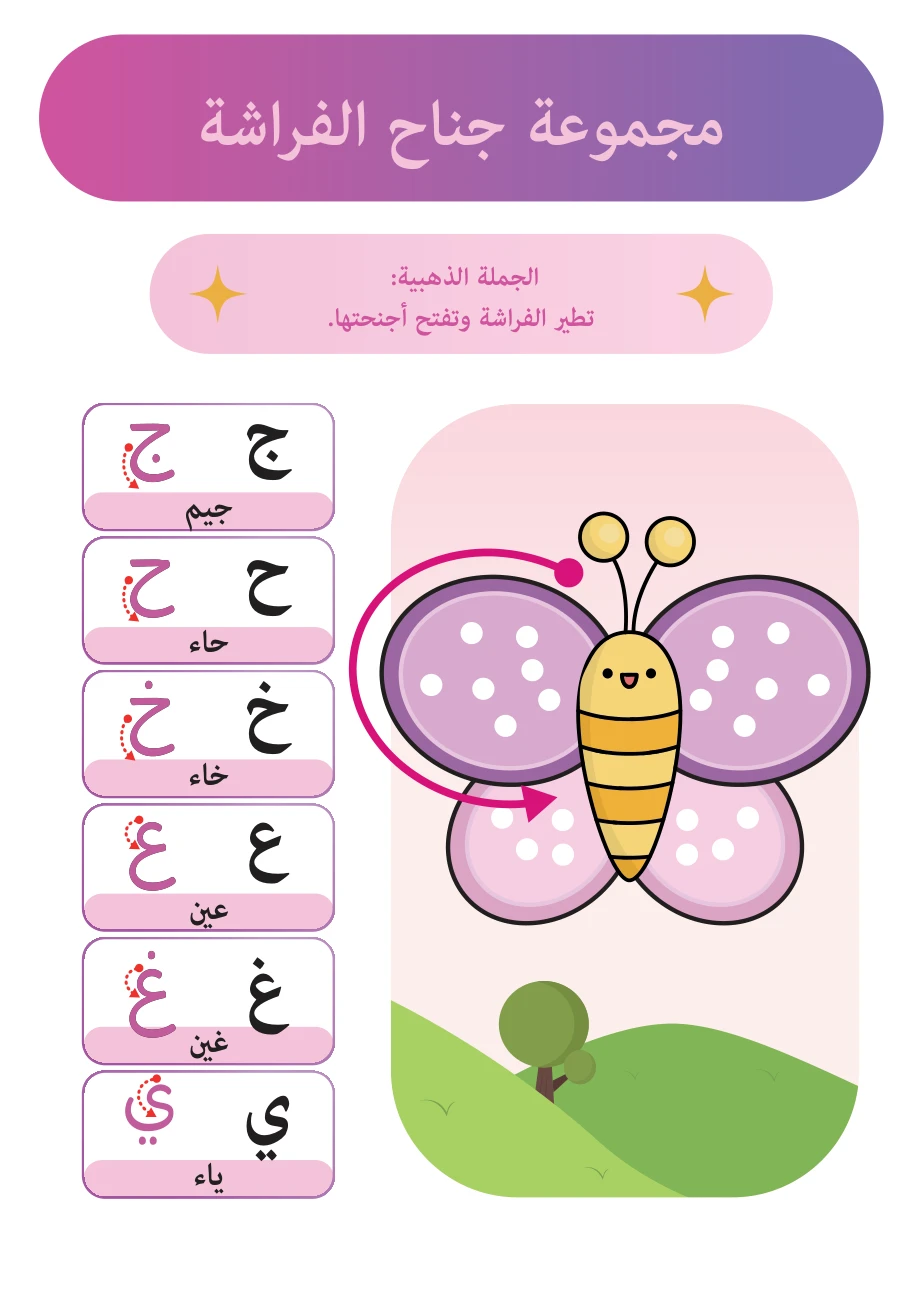 مجموعة جناح الفراشة
الجملة الذهبية:
تطير الفراشة وتفتح أجنحتها.
ج ج
جيم
ح ح
حاء
خ خ
خاء
ع ع
عين
غ غ
غين
ي ي
ياء